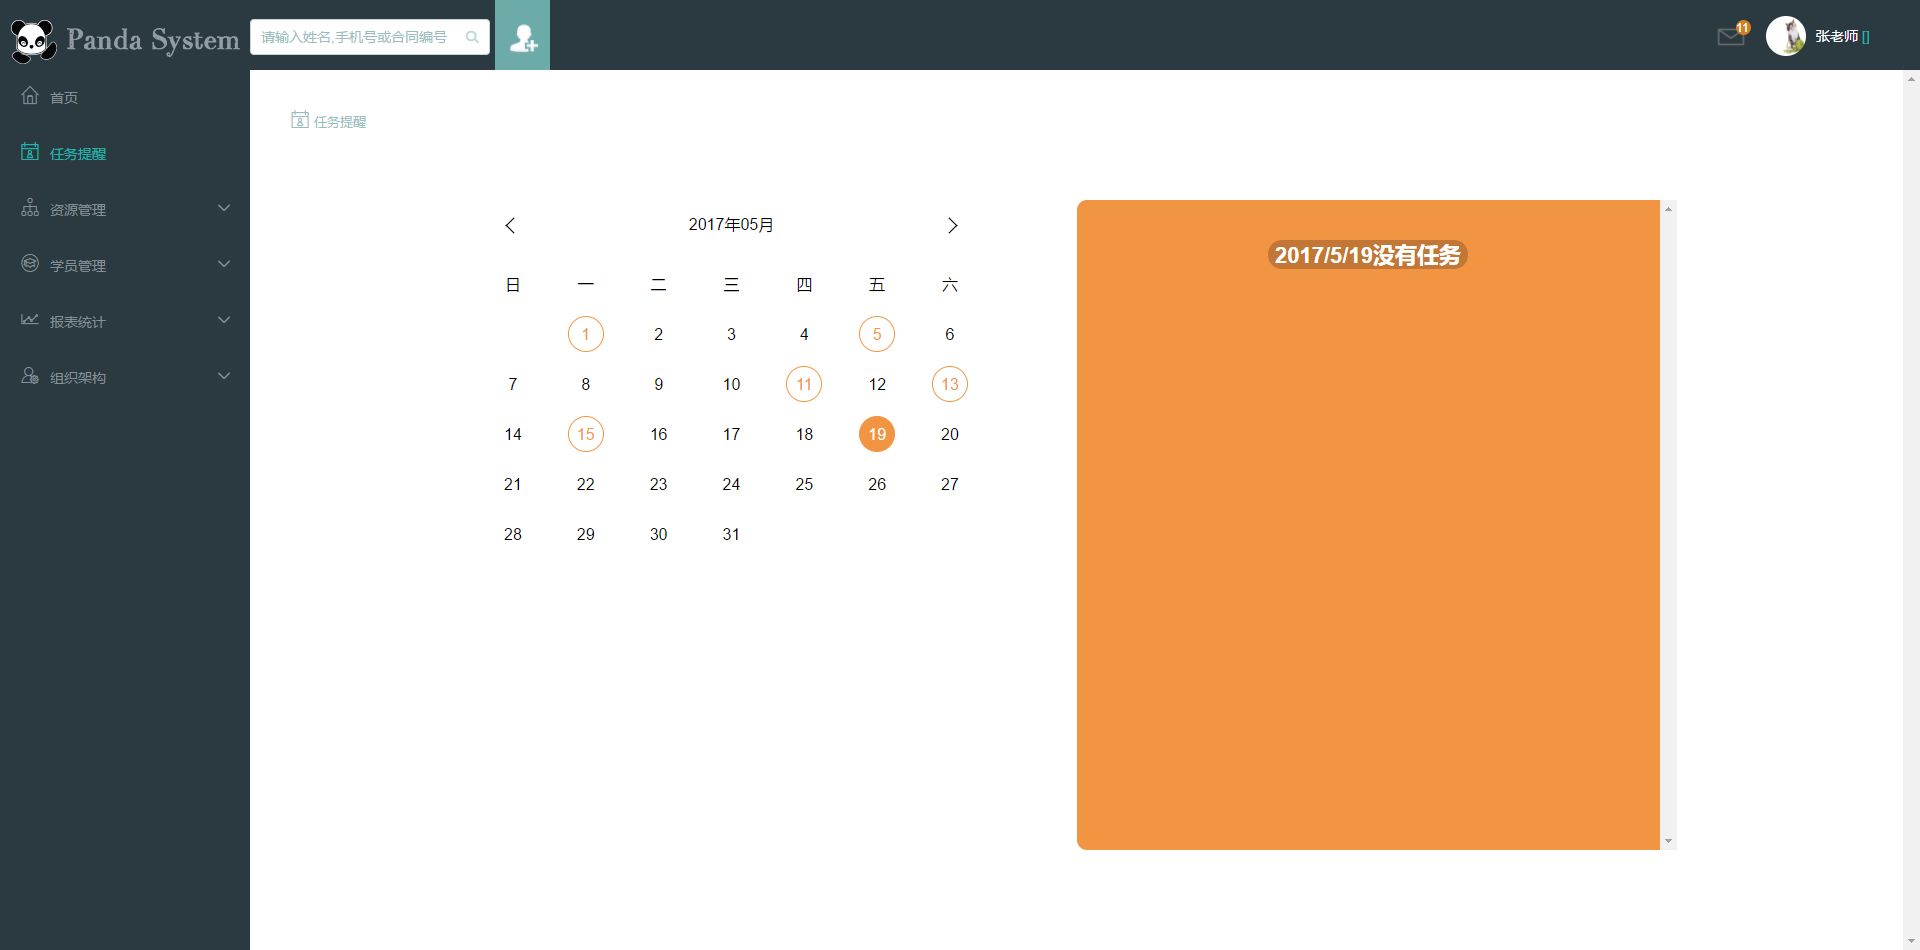 Panda System
请输入姓名,手机号或合同编号
11
张老师 []
首页
任务提醒
资源管理
学员管理
报表统计
组织架构
任务提醒
2017年05月
日 一 二 三 四 五 六
1 2 3 4 5 6
7 8 9 10 11 12 13
14 15 16 17 18 19 20
21 22 23 24 25 26 27
28 29 30 31
2017/5/19没有任务